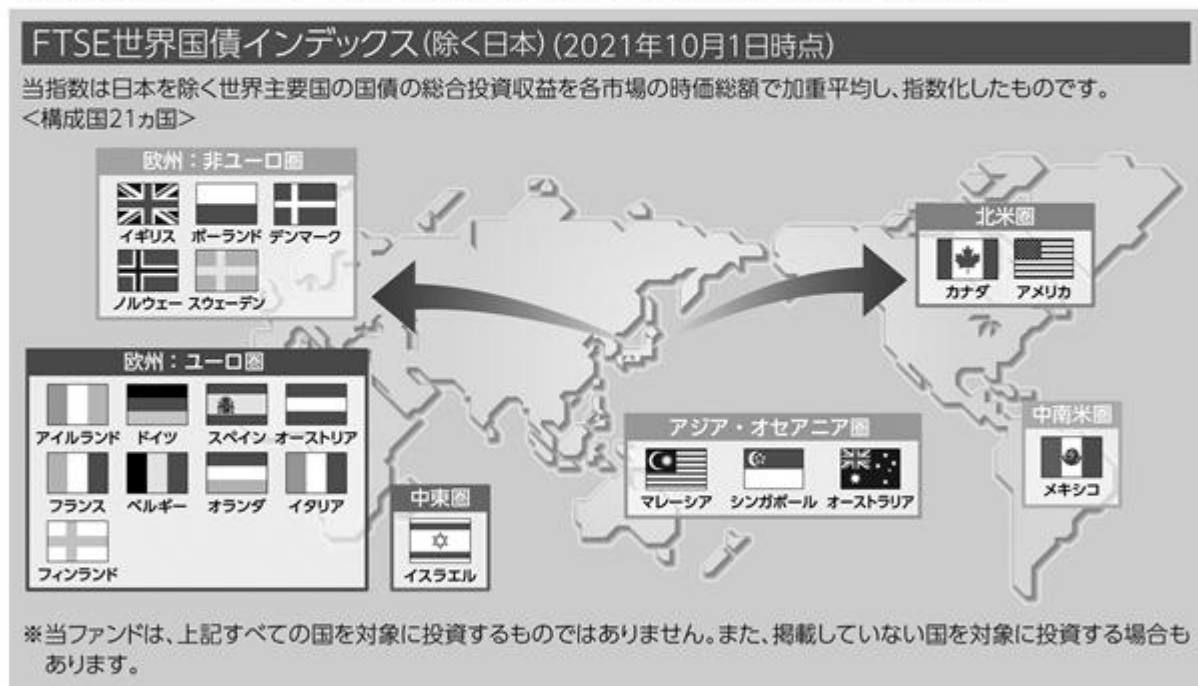 FTSE世界国債インデックス(除く日本)(2021年10月1日時点)
当指数は日本を除く世界主要国の国債の総合投資収益を各市場の時価総額で加重平均し、指数化したものです。
<構成国21ヵ国>
欧州:非ユーロ圏
イギリス ポーランド デンマーク
ノルウェー スウェーデン
北米圏
カナダ アメリカ
欧州:ユーロ圏
アイルランド ドイツ スペイン オーストリア
フランス ベルギー オランダ イタリア
フィンランド
中東圏
イスラエル
アジア・オセアニア圏
マレーシア シンガポール オーストラリア
中南米圏
メキシコ
※当ファンドは、上記すべての国を対象に投資するものではありません。また、掲載していない国を対象に投資する場合も
あります。